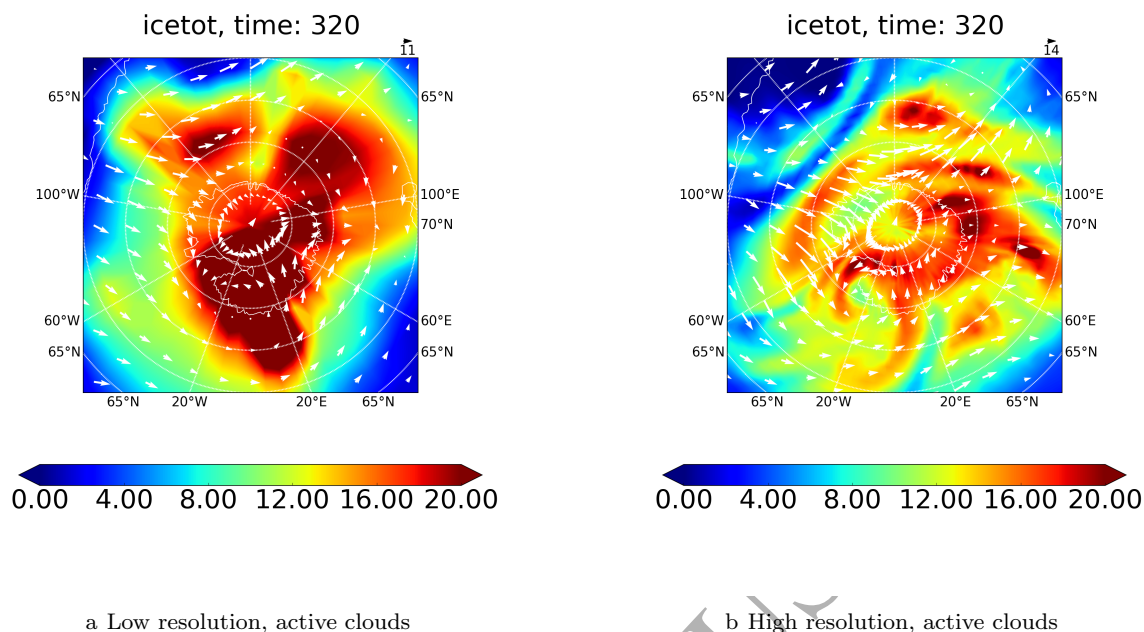 icetot, time: 320
11
65°N 65°N
100°W 100°E
70°N
60°W 60°E
65°N 65°N
65°N 20°W 20°E 65°N
0.00 4.00 8.00 12.00 16.00 20.00
a Low resolution, active clouds
icetot, time: 320
14
65°N 65°N
100°W 100°E
70°N
60°W 60°E
65°N 65°N
65°N 20°W 20°E 65°N
0.00 4.00 8.00 12.00 16.00 20.00
b High resolution, active clouds